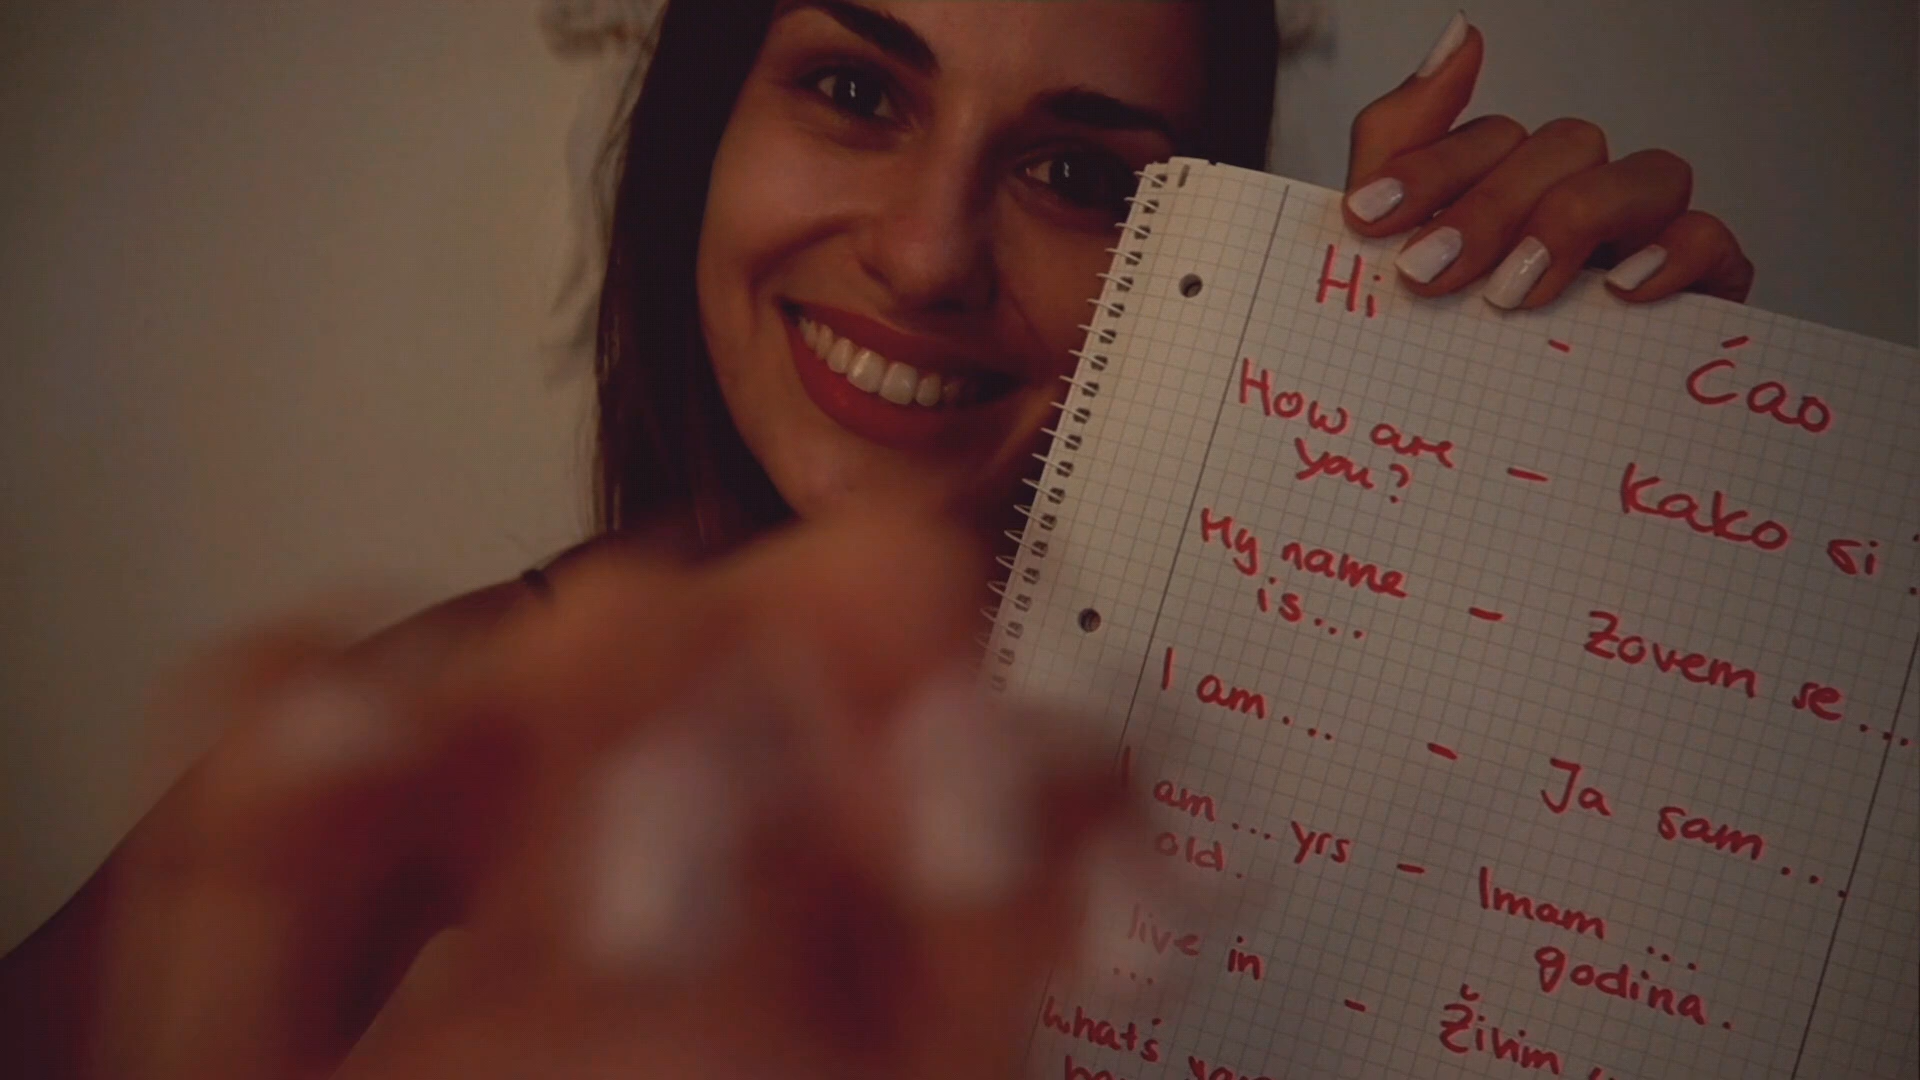 Hi - Ćao
How are - Kako si
you?
My name - Zovem se...
is...
I am... - Ja sam...
I am... yrs - Imam ...
old. godina.
live in - Živim
...
what's